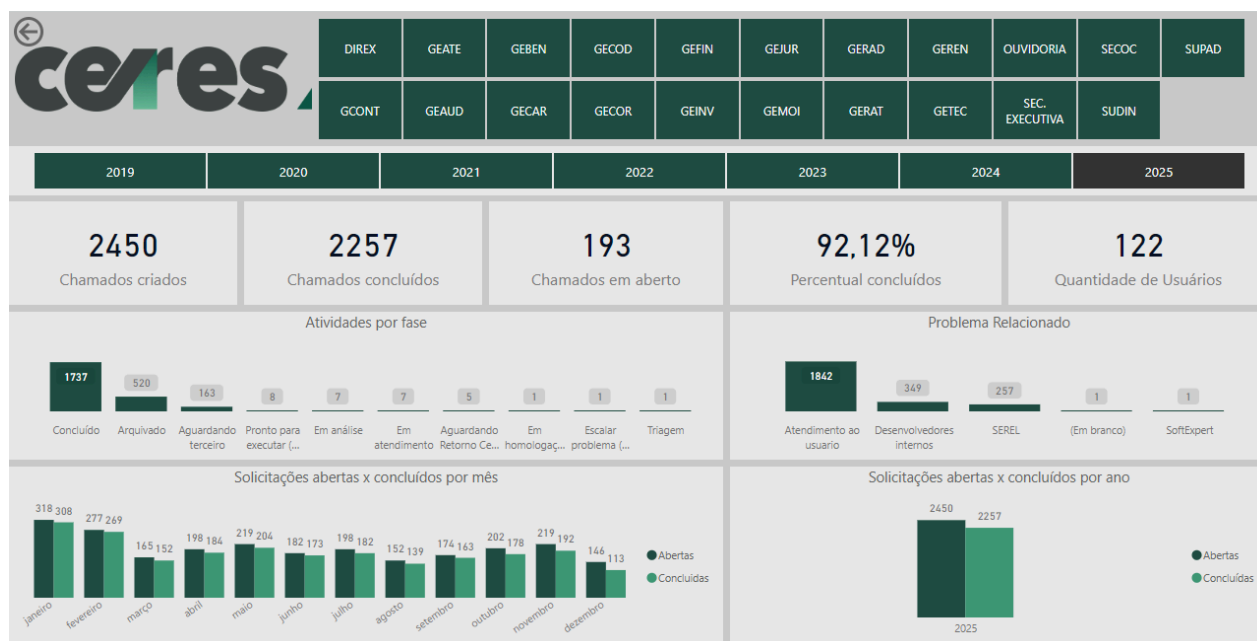 ceres
DIREX GEATE GEBEN GECOD GEFIN GEJUR GERAD GEREN OUVIDORIA SECOC SUPAD
GCONT GEAUD GECAR GECOR GEINV GEMOI GERAT GETEC SEC. EXECUTIVA SUDIN
2019 2020 2021 2022 2023 2024 2025
2450 2257 193 92,12% 122
Chamados criados Chamados concluídos Chamados em aberto Percentual concluídos Quantidade de Usuários
Atividades por fase
1737 520 163 8 7 7 5 1 1 1
Concluído Arquivado Aguardando Pronto para Em análise Em Aguardando Em Escalar Triagem
terceiro executar (... atendimento Retorno Ce... homologaç... problema (...
Problema Relacionado
1842 349 257 1 1
Atendimento ao Desenvolvedores SEREL (Em branco) SoftExpert
usuario internos
Solicitações abertas x concluídos por mês
318 308 277 269 165 152 198 184 219 204 182 173 198 182 152 139 174 163 202 178 219 192 146 113
janeiro fevereiro março abril maio junho julho agosto setembro outubro novembro dezembro
Abertas
Concluidas
Solicitações abertas x concluídos por ano
2450 2257
2025
Abertas
Concluídas